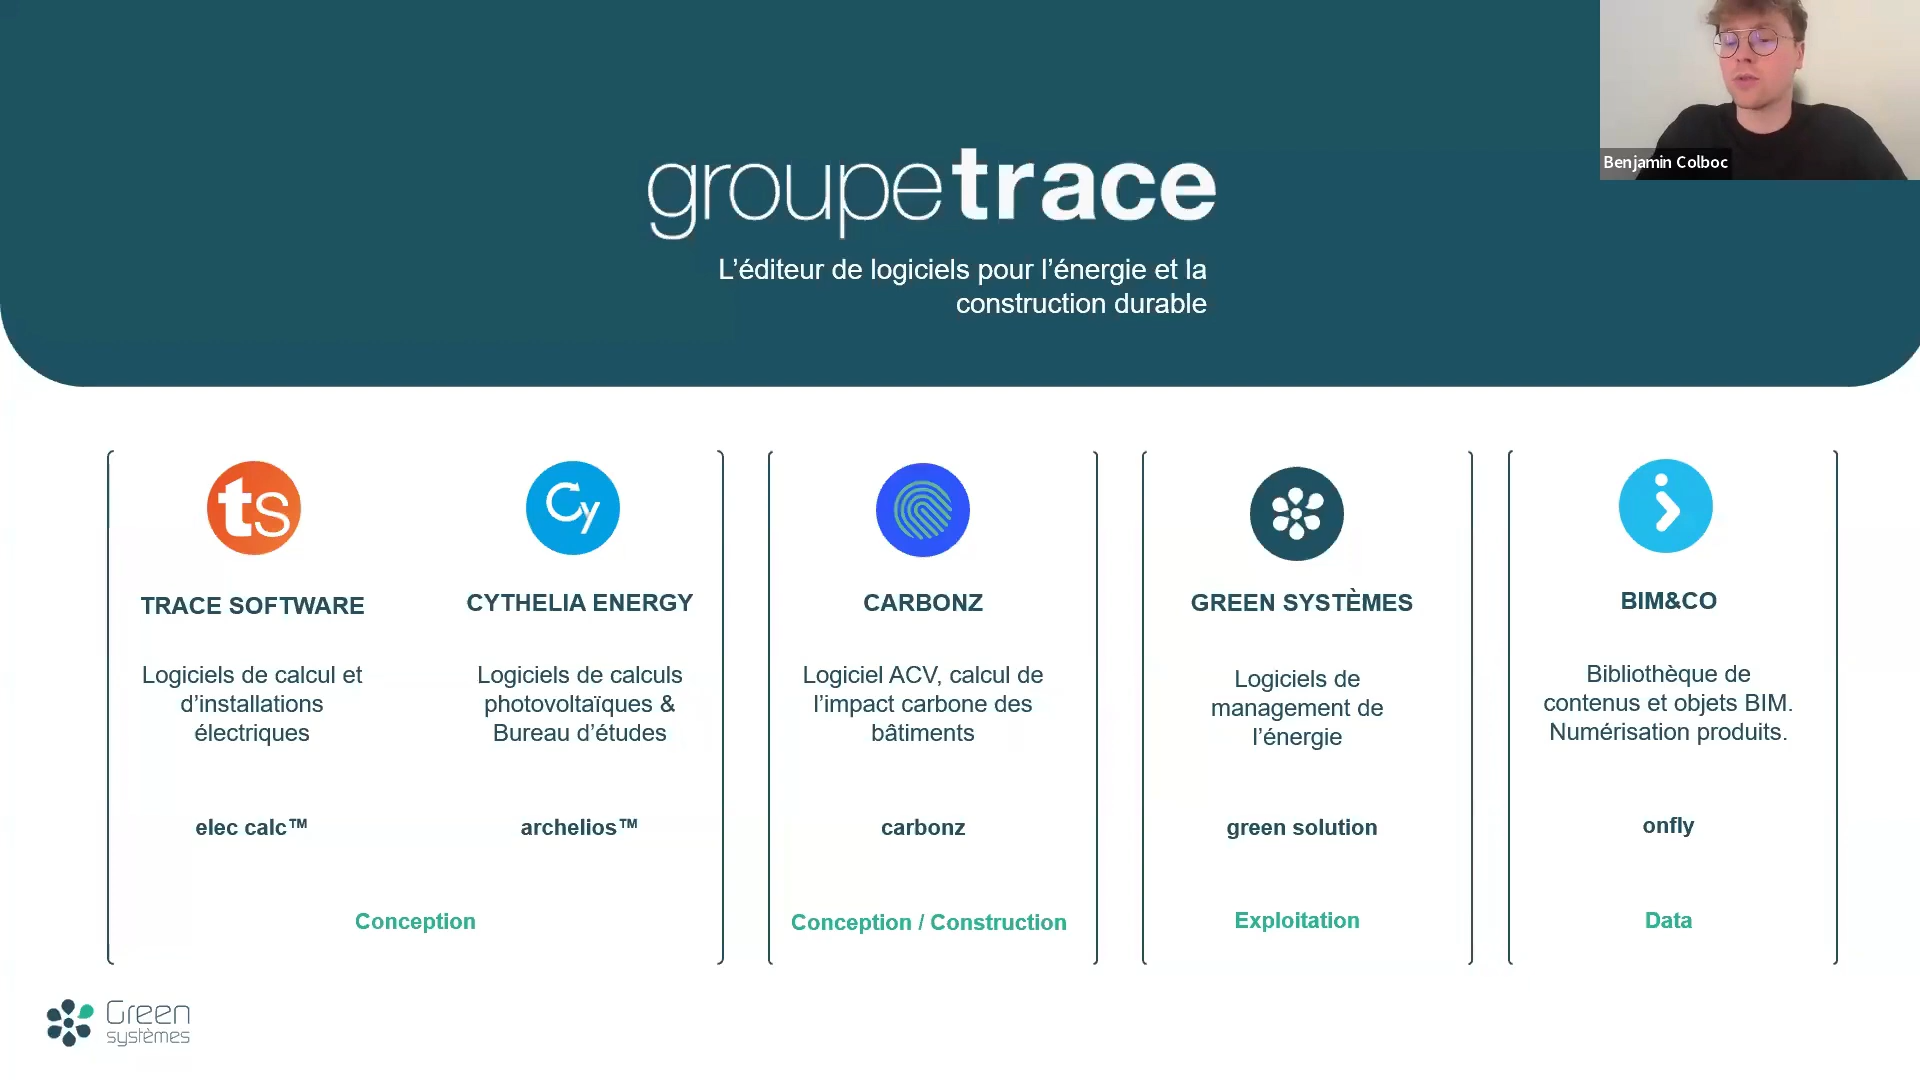 groupetrace
L’éditeur de logiciels pour l’énergie et la
construction durable
Benjamin Colboc
ts
TRACE SOFTWARE
Logiciels de calcul et
d’installations
électriques
elec calc™
Cy
CYTHELIA ENERGY
Logiciels de calculs
photovoltaïques &
Bureau d’études
archelios™
Conception
CARBONZ
Logiciel ACV, calcul de
l’impact carbone des
bâtiments
carbonz
Conception / Construction
GREEN SYSTÈMES
Logiciels de
management de
l’énergie
green solution
Exploitation
BIM&CO
Bibliothèque de
contenus et objets BIM.
Numérisation produits.
onfly
Data
Green
systèmes